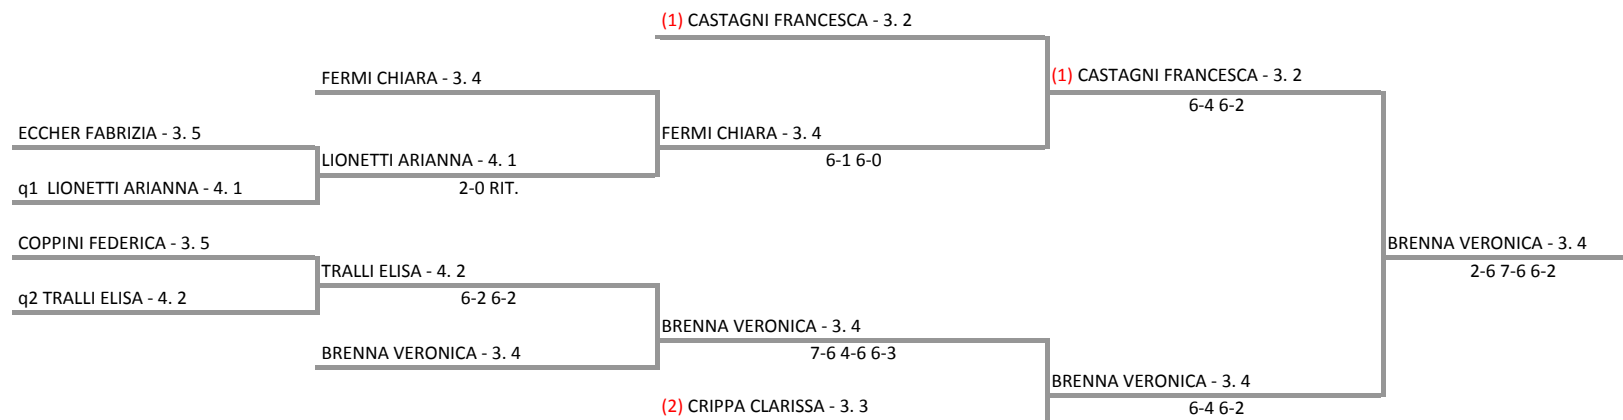 (1) CASTAGNI FRANCESCA - 3. 2
FERMI CHIARA - 3. 4
(1) CASTAGNI FRANCESCA - 3. 2
6-4 6-2
ECCHER FABRIZIA - 3. 5
FERMI CHIARA - 3. 4
6-1 6-0
LIONETTI ARIANNA - 4. 1
2-0 RIT.
q1 LIONETTI ARIANNA - 4. 1
COPPINI FEDERICA - 3. 5
BRENNA VERONICA - 3. 4
2-6 7-6 6-2
TRALLI ELISA - 4. 2
6-2 6-2
q2 TRALLI ELISA - 4. 2
BRENNA VERONICA - 3. 4
7-6 4-6 6-3
BRENNA VERONICA - 3. 4
BRENNA VERONICA - 3. 4
6-4 6-2
(2) CRIPPA CLARISSA - 3. 3